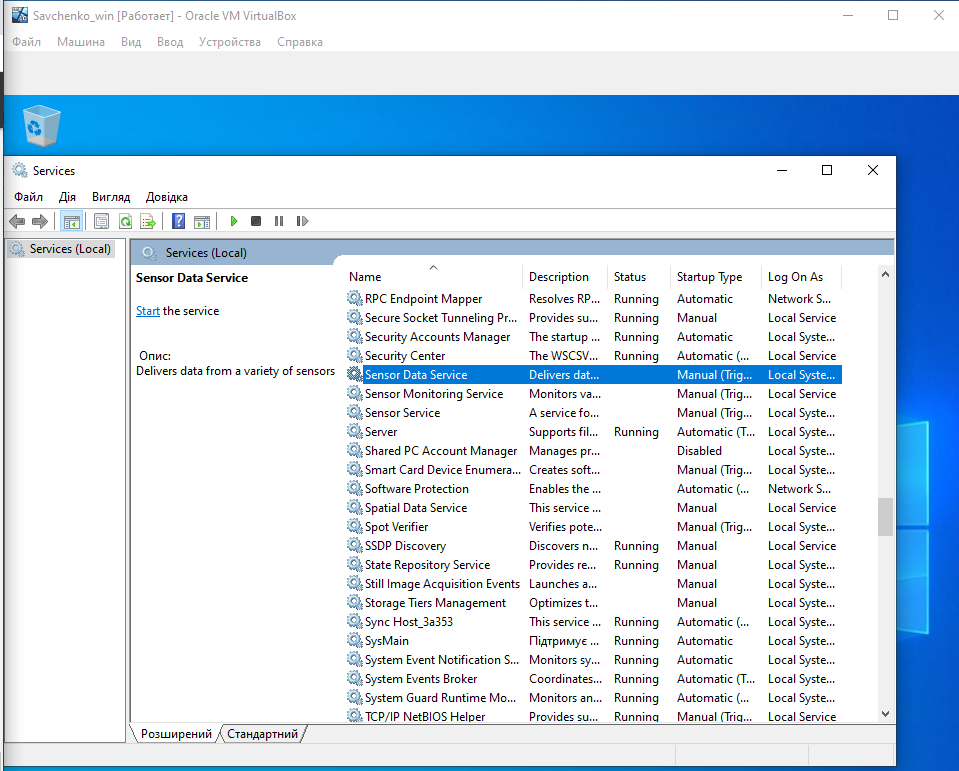 Savchenko_win [Работает] - Oracle VM VirtualBox
Файл Машина Вид Ввод Устройства Справка
Services
Файл Дія Вигляд Довідка
Services (Local)
Services (Local)
Sensor Data Service
Start the service
Опис:
Delivers data from a variety of sensors
Name Description Status Startup Type Log On As
RPC Endpoint Mapper Resolves RP... Running Automatic Network S...
Secure Socket Tunneling Pr... Provides su... Running Manual Local Service
Security Accounts Manager The startup ... Running Automatic Local Syste...
Security Center The WSCSV... Running Automatic (... Local Service
Sensor Data Service Delivers dat... Manual (Trig... Local Syste...
Sensor Monitoring Service Monitors va... Manual (Trig... Local Service
Sensor Service A service fo... Manual (Trig... Local Syste...
Server Supports fil... Running Automatic (T... Local Syste...
Shared PC Account Manager Manages pr... Disabled Local Syste...
Smart Card Device Enumera... Creates soft... Manual (Trig... Local Syste...
Software Protection Enables the ... Automatic (... Network S...
Spatial Data Service This service ... Manual Local Service
Spot Verifier Verifies pote... Manual (Trig... Local Syste...
SSDP Discovery Discovers n... Running Manual Local Service
State Repository Service Provides re... Running Manual Local Syste...
Still Image Acquisition Events Launches a... Manual Local Syste...
Storage Tiers Management Optimizes t... Manual Local Syste...
Sync Host_3a353 This service ... Running Automatic (... Local Syste...
SysMain Підтримує ... Running Automatic Local Syste...
System Event Notification S... Monitors sy... Running Automatic Local Syste...
System Events Broker Coordinates... Running Automatic (T... Local Syste...
System Guard Runtime Mo... Monitors an... Running Automatic (... Local Syste...
TCP/IP NetBIOS Helper Provides su... Running Manual (Trig... Local Service
Розширений Стандартний